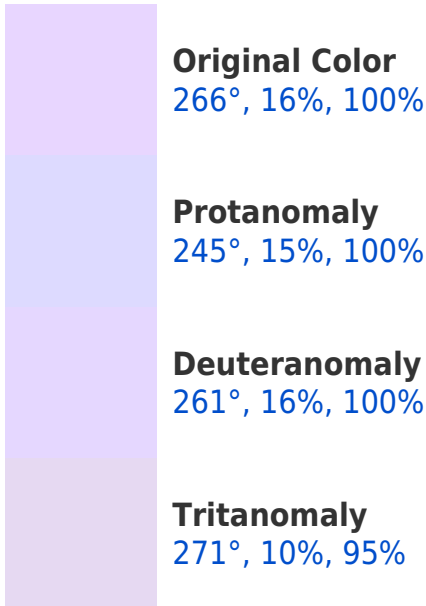 Original Color
266°, 16%, 100%
Protanomaly
245°, 15%, 100%
Deuteranomaly
261°, 16%, 100%
Tritanomaly
271°, 10%, 95%